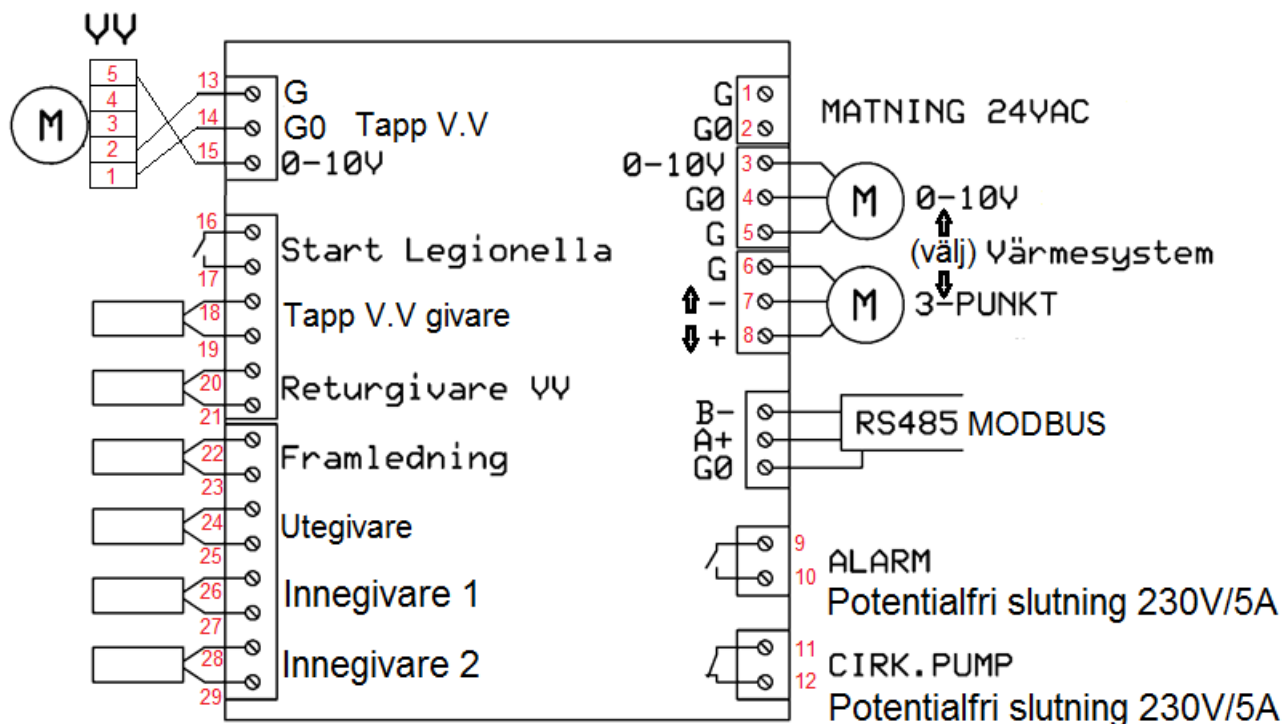 VV
5
4
3
2
1
M
13 G
14 G0 Tapp V.V
15 0-10V
16
Start Legionella
17
18 Tapp V.V givare
19
20 Returgivare VV
21
22 Framledning
23
24 Utegivare
25
26 Innegivare 1
27
28 Innegivare 2
29
G 1 MATNING 24VAC
G0 2
0-10V 3
G0 4 M 0-10V
G 5
(välj) Värmesystem
G 6
- 7 M 3-PUNKT
+ 8
B-
A+ RS485 MODBUS
G0
9
ALARM
10
Potentialfri slutning 230V/5A
11
CIRK.PUMP
12
Potentialfri slutning 230V/5A